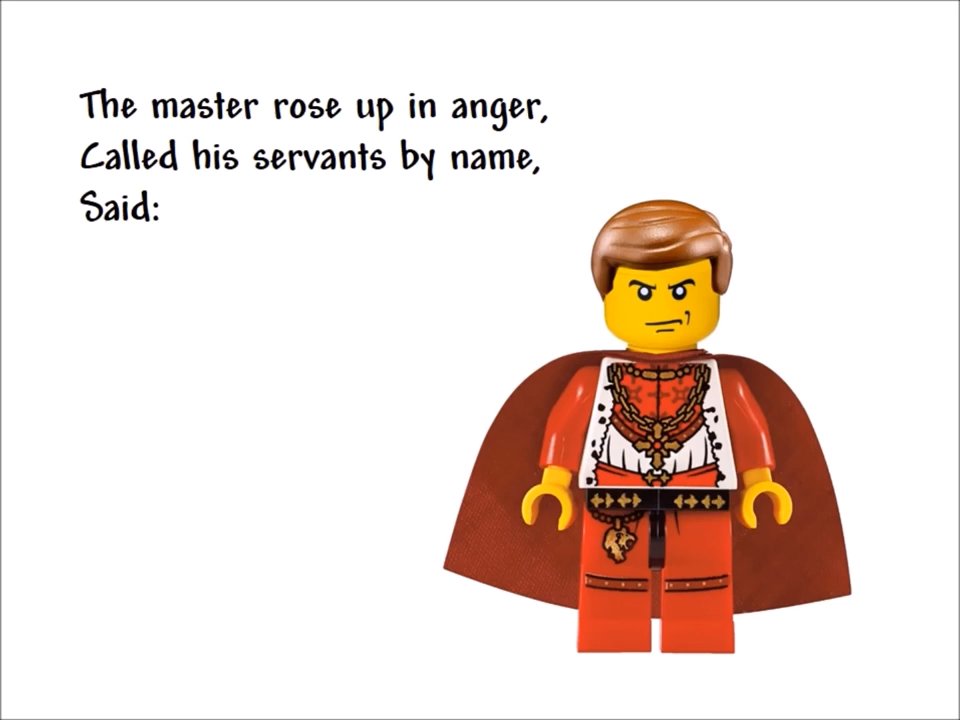 The master rose up in anger,
Called his servants by name,
Said: